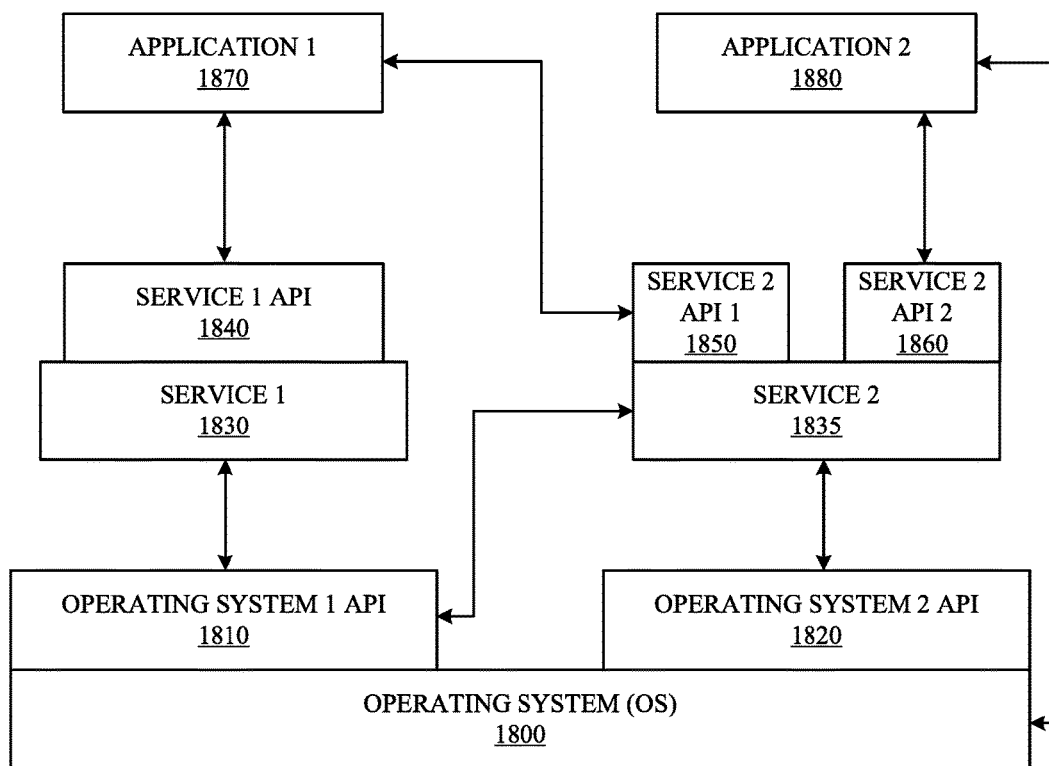 APPLICATION 1
1870
APPLICATION 2
1880
SERVICE 1 API
1840
SERVICE 2
API 1
1850
SERVICE 2
API 2
1860
SERVICE 1
1830
SERVICE 2
1835
OPERATING SYSTEM 1 API
1810
OPERATING SYSTEM 2 API
1820
OPERATING SYSTEM (OS)
1800